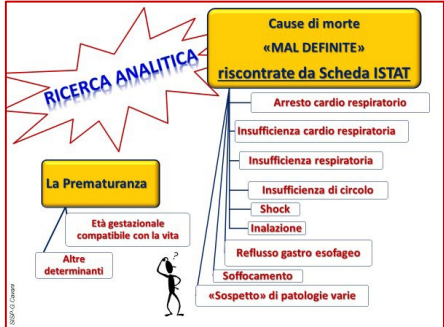 RICERCA ANALITICA
Cause di morte
«MAL DEFINITE»
riscontrate da Scheda ISTAT
Arresto cardio respiratorio
Insufficienza cardio respiratoria
Insufficienza respiratoria
Insufficienza di circolo
Shock
Inalazione
Reflusso gastro esofageo
Soffocamento
«Sospetto» di patologie varie
La Prematuranza
Età gestazionale
compatibile con la vita
Altre
determinanti
?